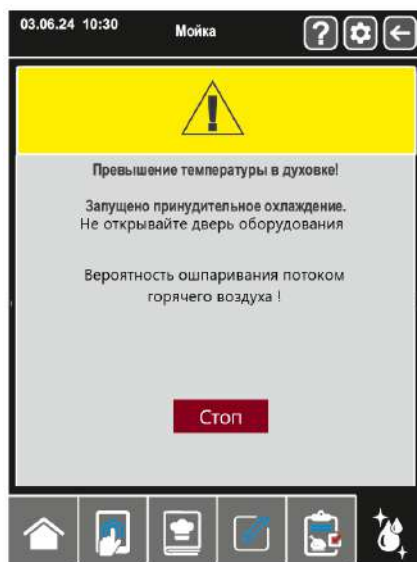 03.06.24 10:30 Мойка
Превышение температуры в духовке!
Запущено принудительное охлаждение.
Не открывайте дверь оборудования
Вероятность ошпаривания потоком
горячего воздуха !
Стоп